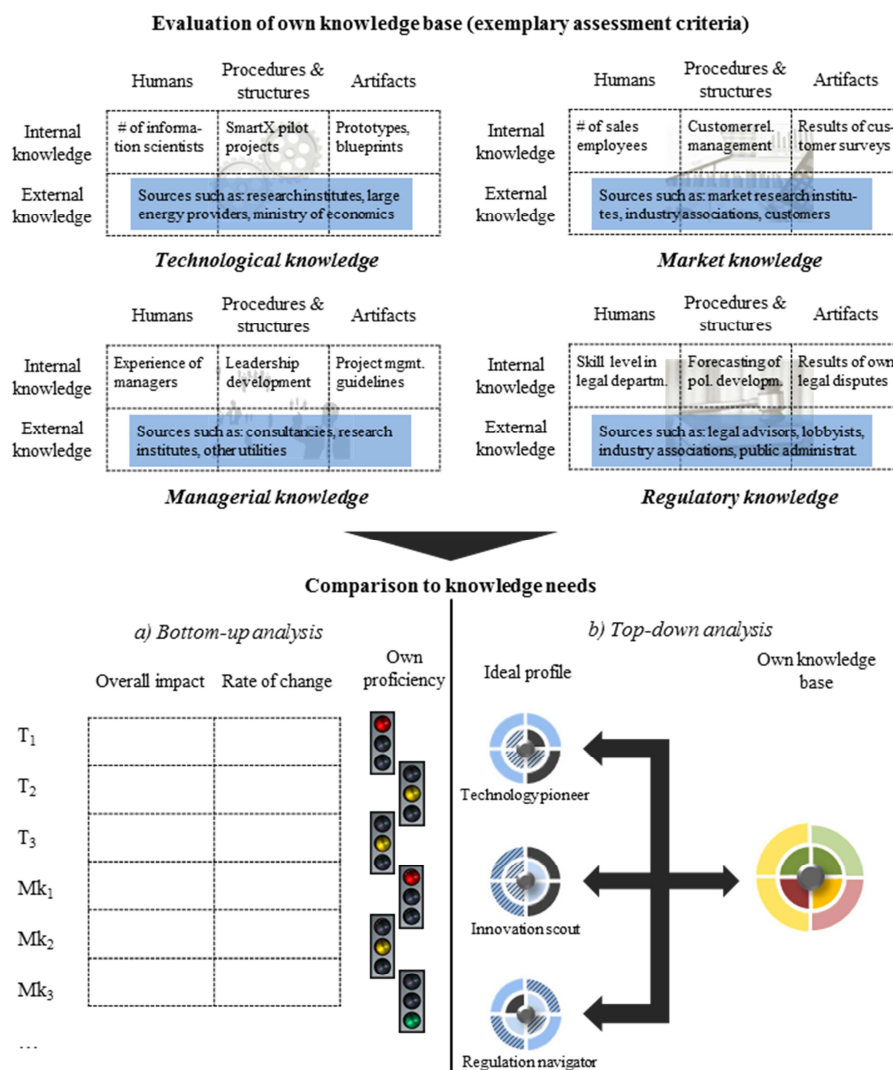 Evaluation of own knowledge base (exemplary assessment criteria)
Humans
Procedures &
structures
Artifacts
Internal
knowledge
# of informa-
tion scientists
SmartX pilot
projects
Prototypes,
blueprints
External
knowledge
Sources such as: research institutes, large
energy providers, ministry of economics
Technological knowledge
Humans
Procedures &
structures
Artifacts
Internal
knowledge
# of sales
employees
Customer rel.
management
Results of cus-
tomer surveys
External
knowledge
Sources such as: market research institu-
tes, industry associations, customers
Market knowledge
Humans
Procedures &
structures
Artifacts
Internal
knowledge
Experience of
managers
Leadership
development
Project mgmt.
guidelines
External
knowledge
Sources such as: consultancies, research
institutes, other utilities
Managerial knowledge
Humans
Procedures &
structures
Artifacts
Internal
knowledge
Skill level in
legal departm.
Forecasting of
pol. developm.
Results of own
legal disputes
External
knowledge
Sources such as: legal advisors, lobbyists,
industry associations, public administrat.
Regulatory knowledge
Comparison to knowledge needs
a) Bottom-up analysis
Overall impact
Rate of change
Own
proficiency
T1
T2
T3
Mk1
Mk2
Mk3
…
b) Top-down analysis
Ideal profile
Own knowledge
base
Technology pioneer
Innovation scout
Regulation navigator